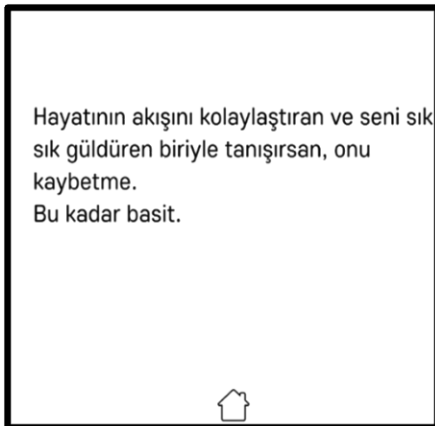 Hayatının akışını kolaylaştıran ve seni sık
sık güldüren biriyle tanışırsan, onu
kaybetme.
Bu kadar basit.